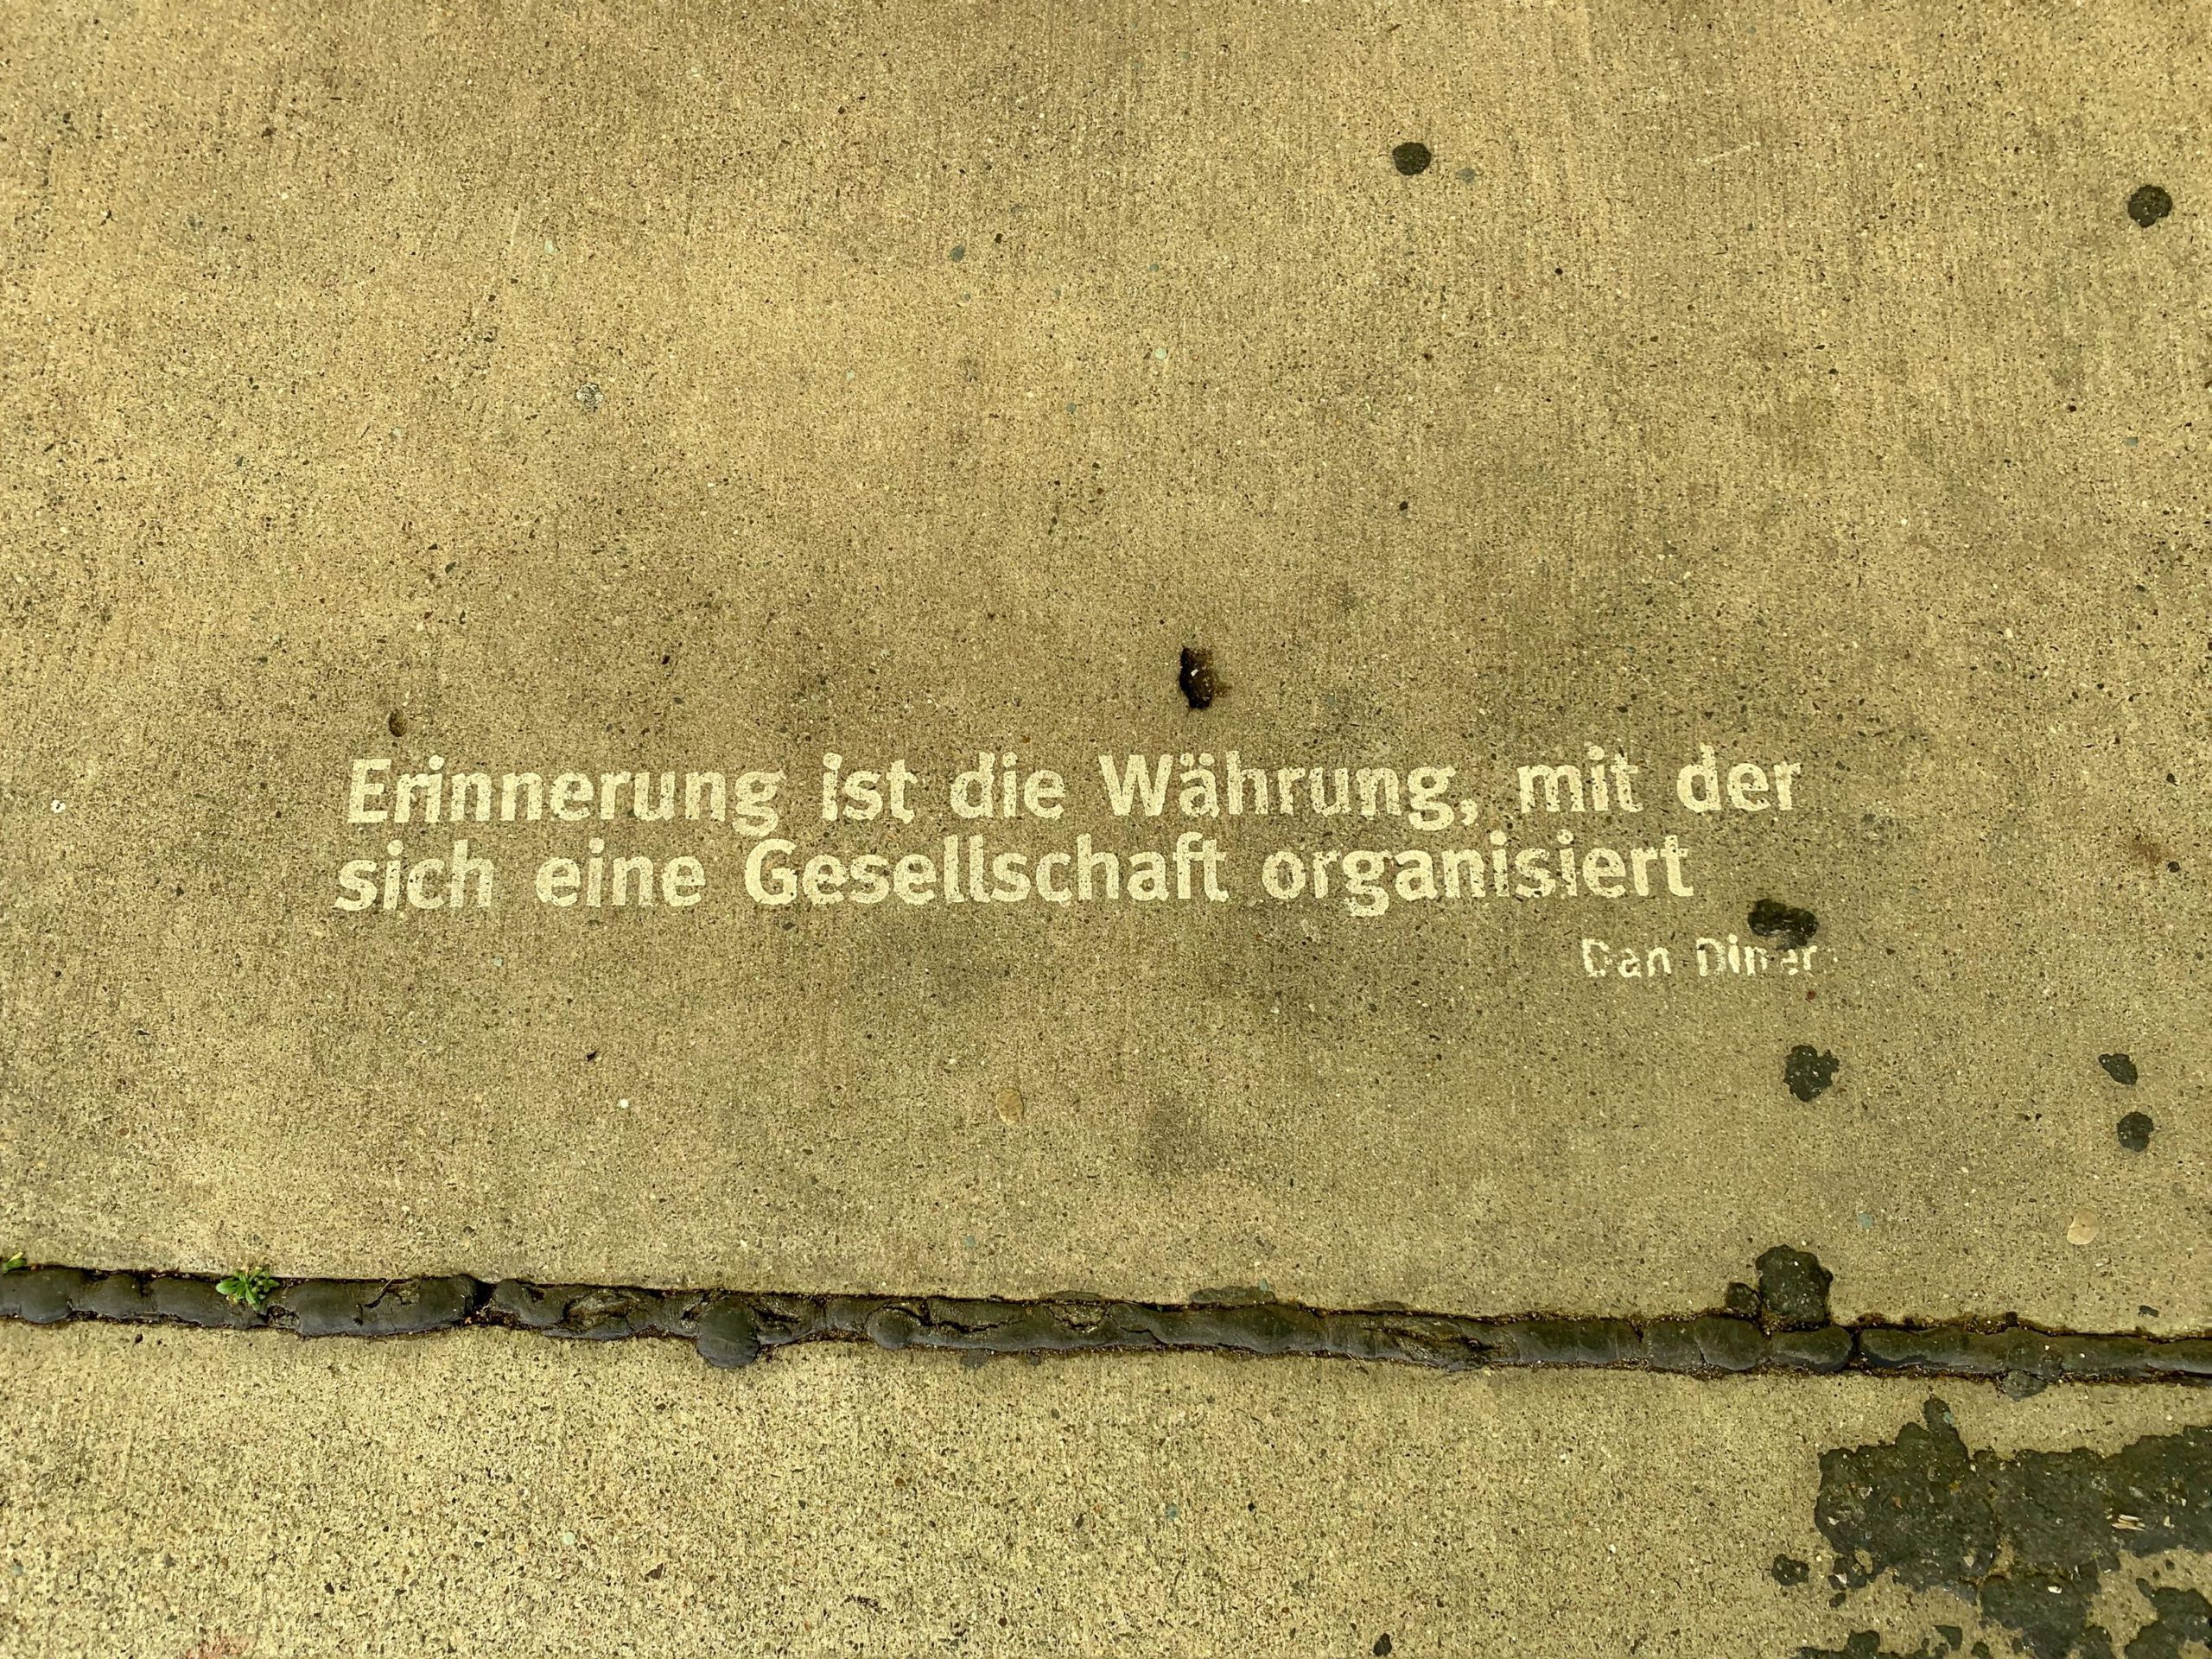 Erinnerung ist die Währung, mit der
sich eine Gesellschaft organisiert
Dan Diner